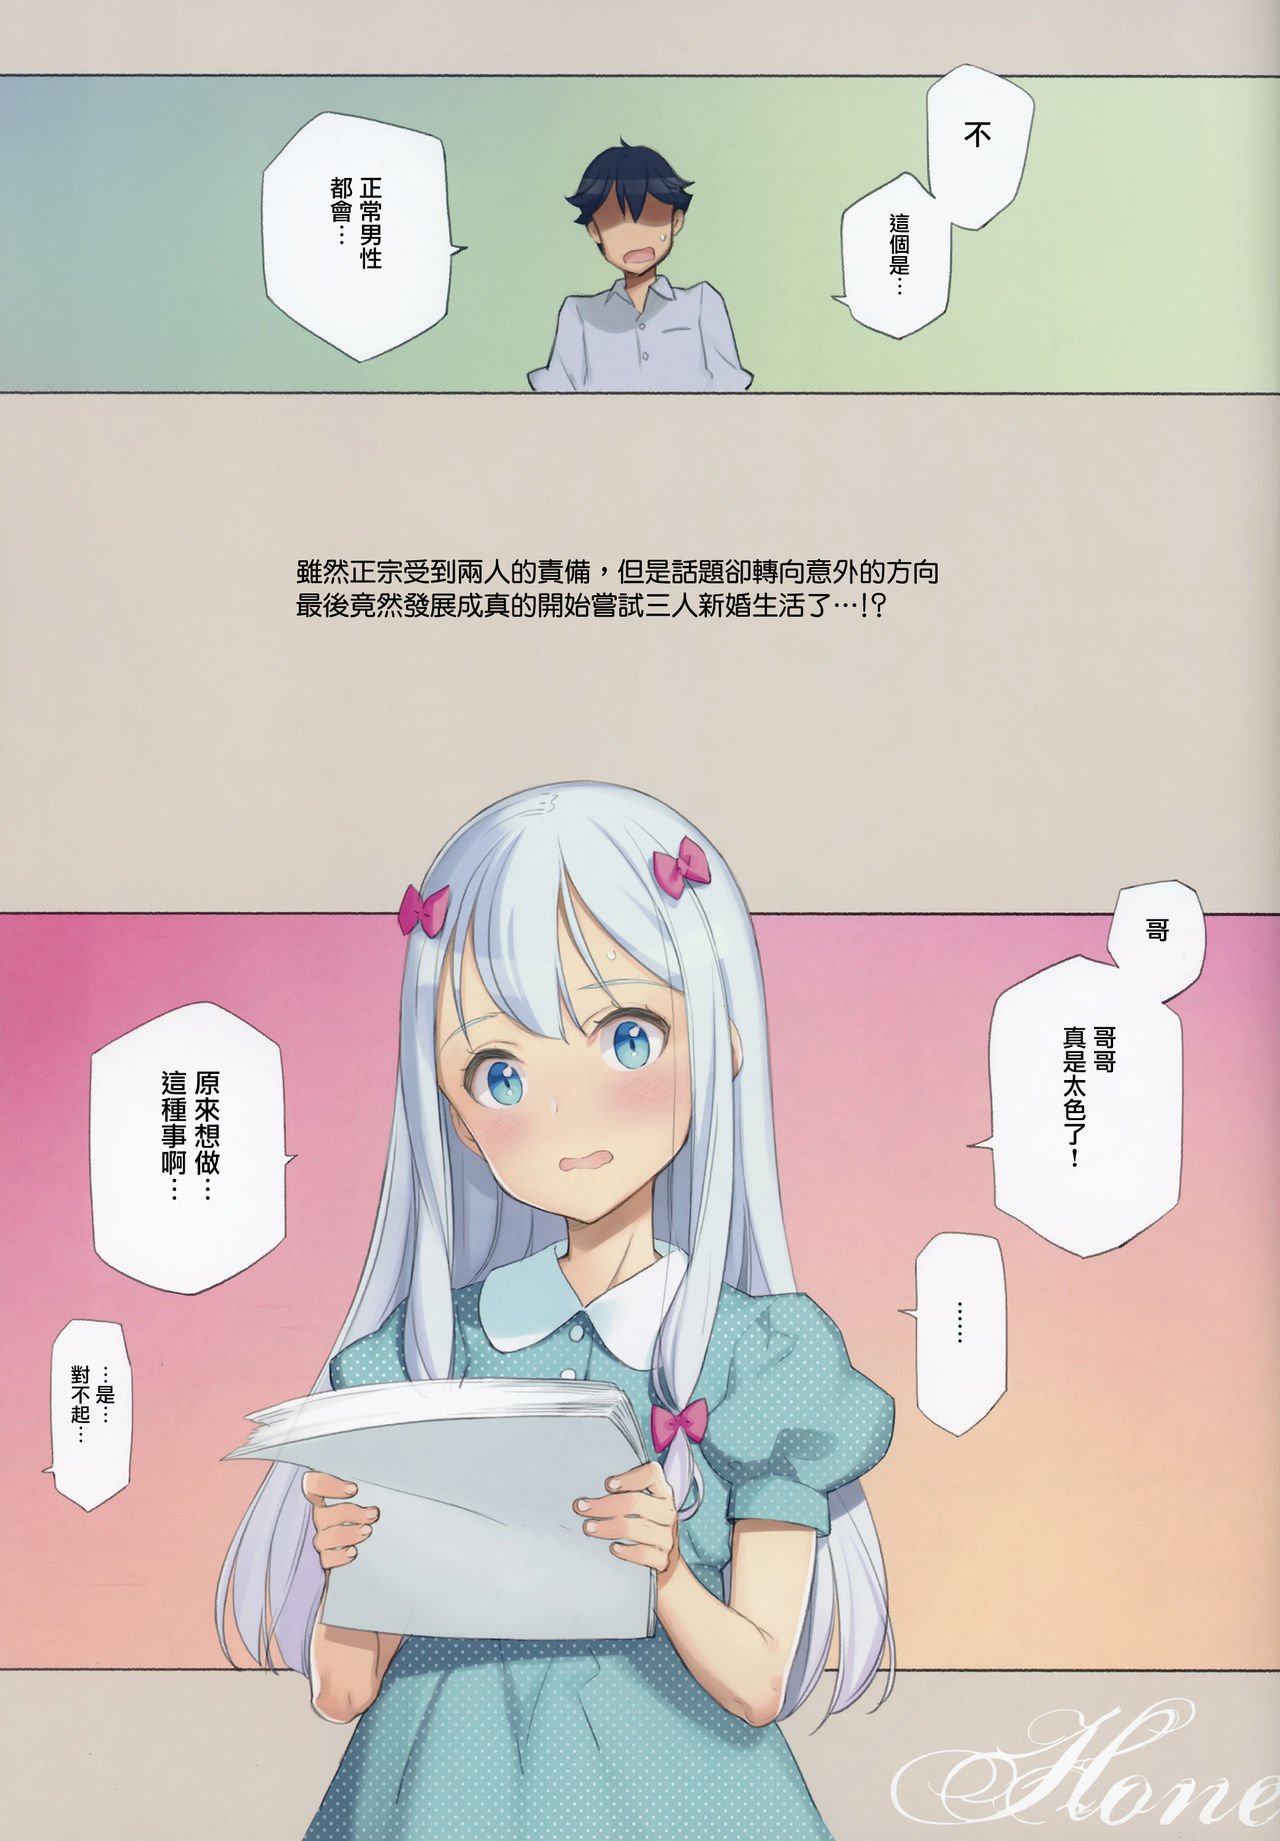 不
這個是…
正常男性
都會…
雖然正宗受到兩人的責備，但是話題卻轉向意外的方向
最後竟然發展成真的開始嘗試三人新婚生活了…!?
哥
哥哥
真是太色了！
……
原來想做…
這種事啊…
…是…
對不起…
Hone